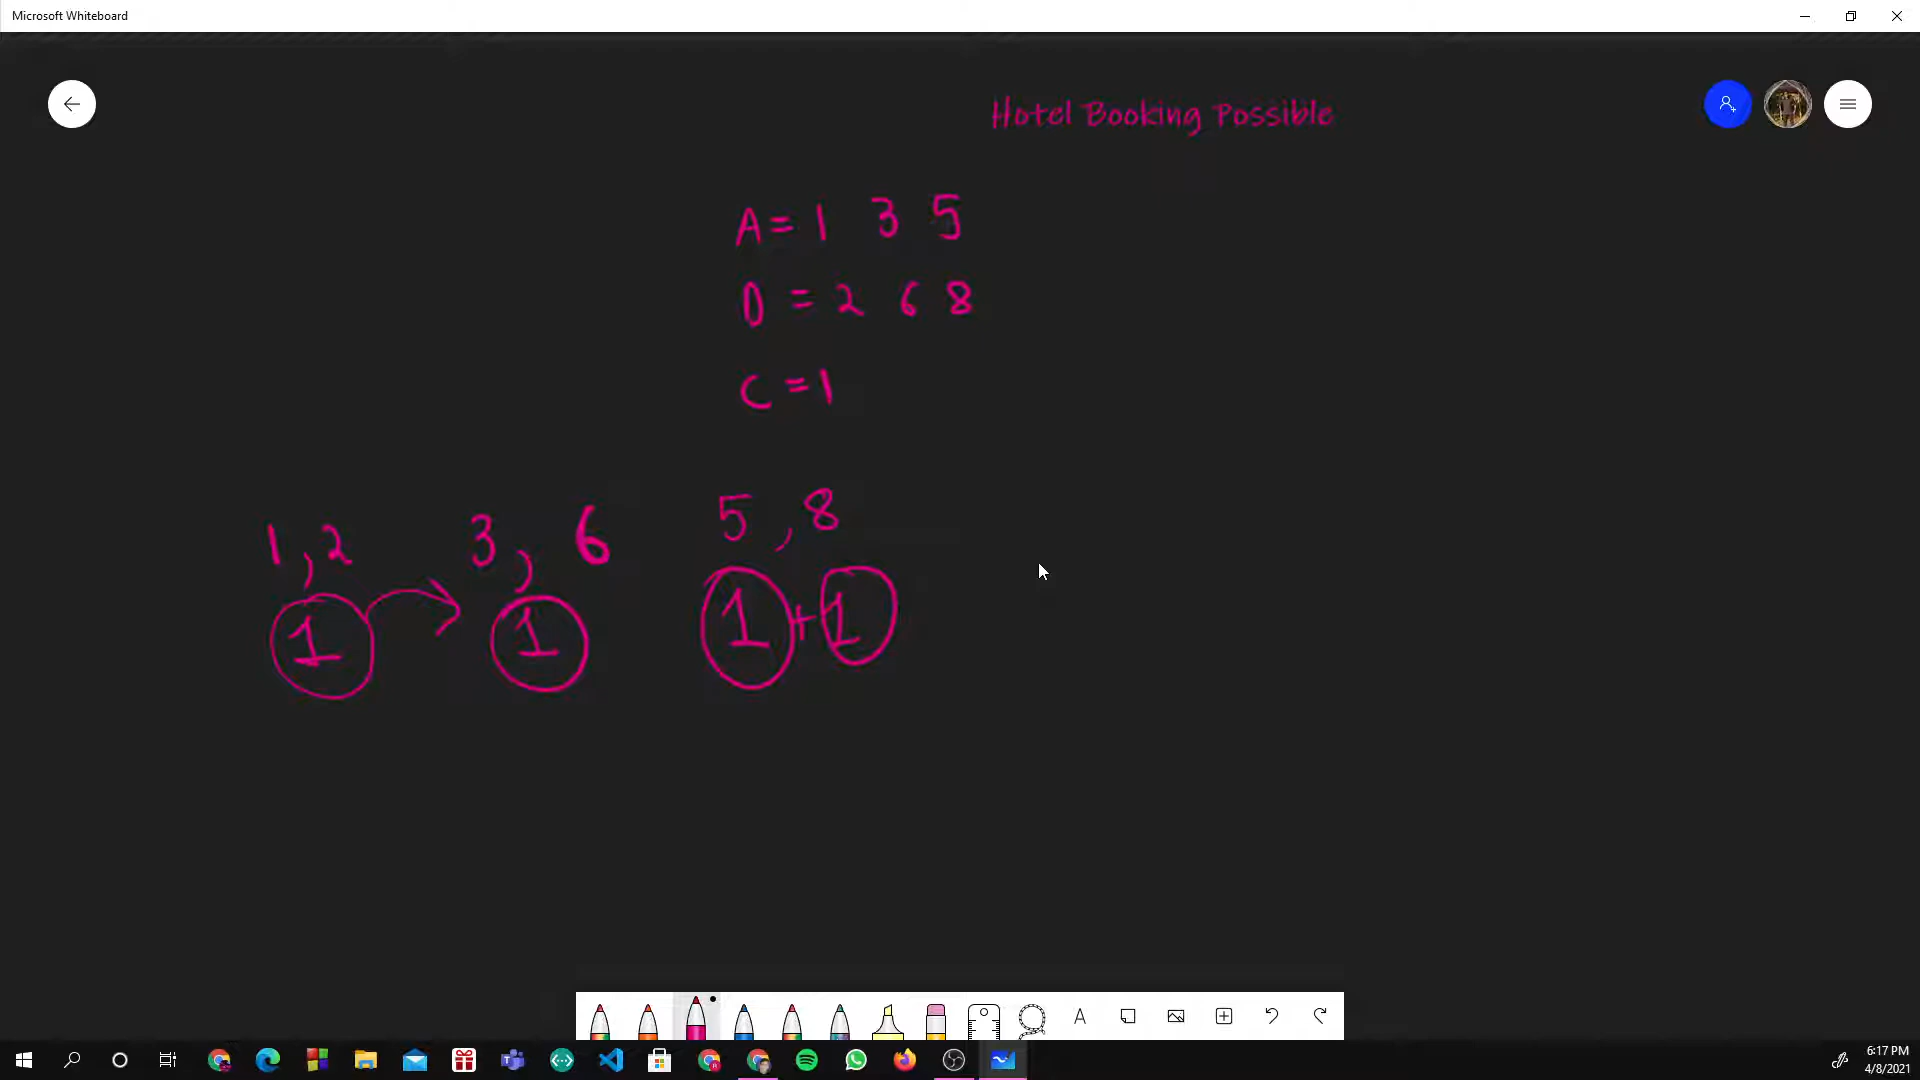 Microsoft Whiteboard
Hotel Booking Possible
A = 1 3 5
D = 2 6 8
C = 1
1 , 2 3 , 6 5 , 8
1 1 1 + 1
A
6:17 PM
4/8/2021